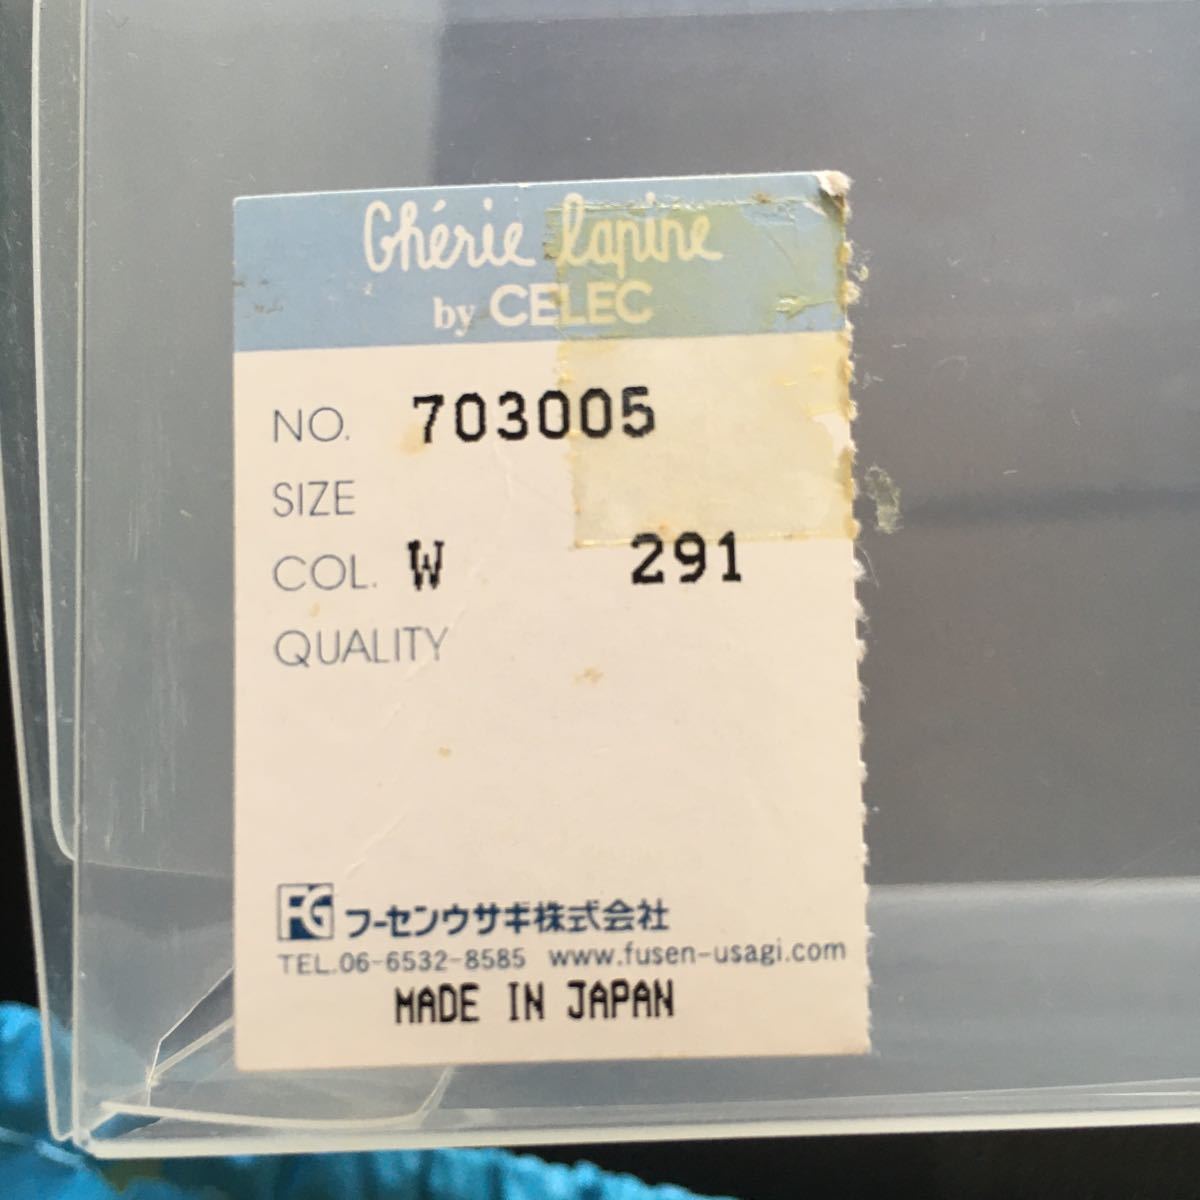 Chérie lapine
by CELEC
NO. 703005
SIZE
COL. W 291
QUALITY
FG フーセンウサギ株式会社
TEL.06-6532-8585 www.fusen-usagi.com
MADE IN JAPAN